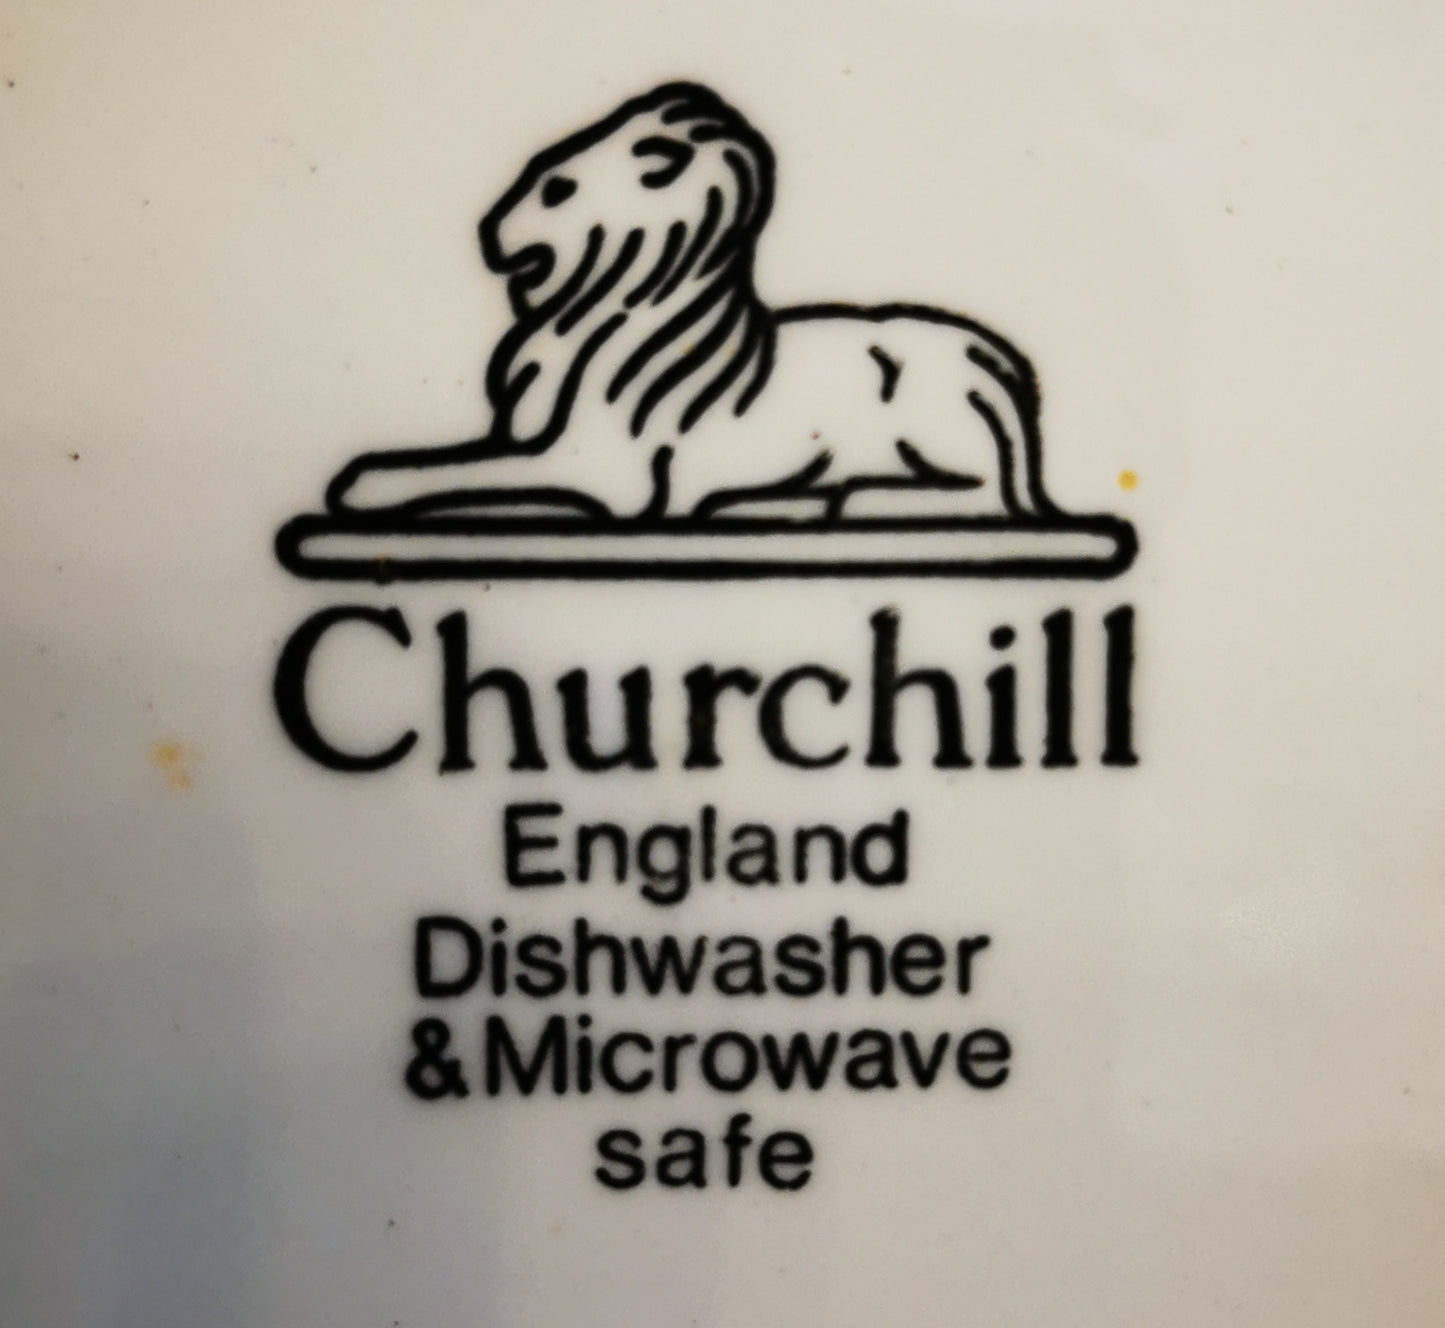 Churchill
England
Dishwasher
& Microwave
safe